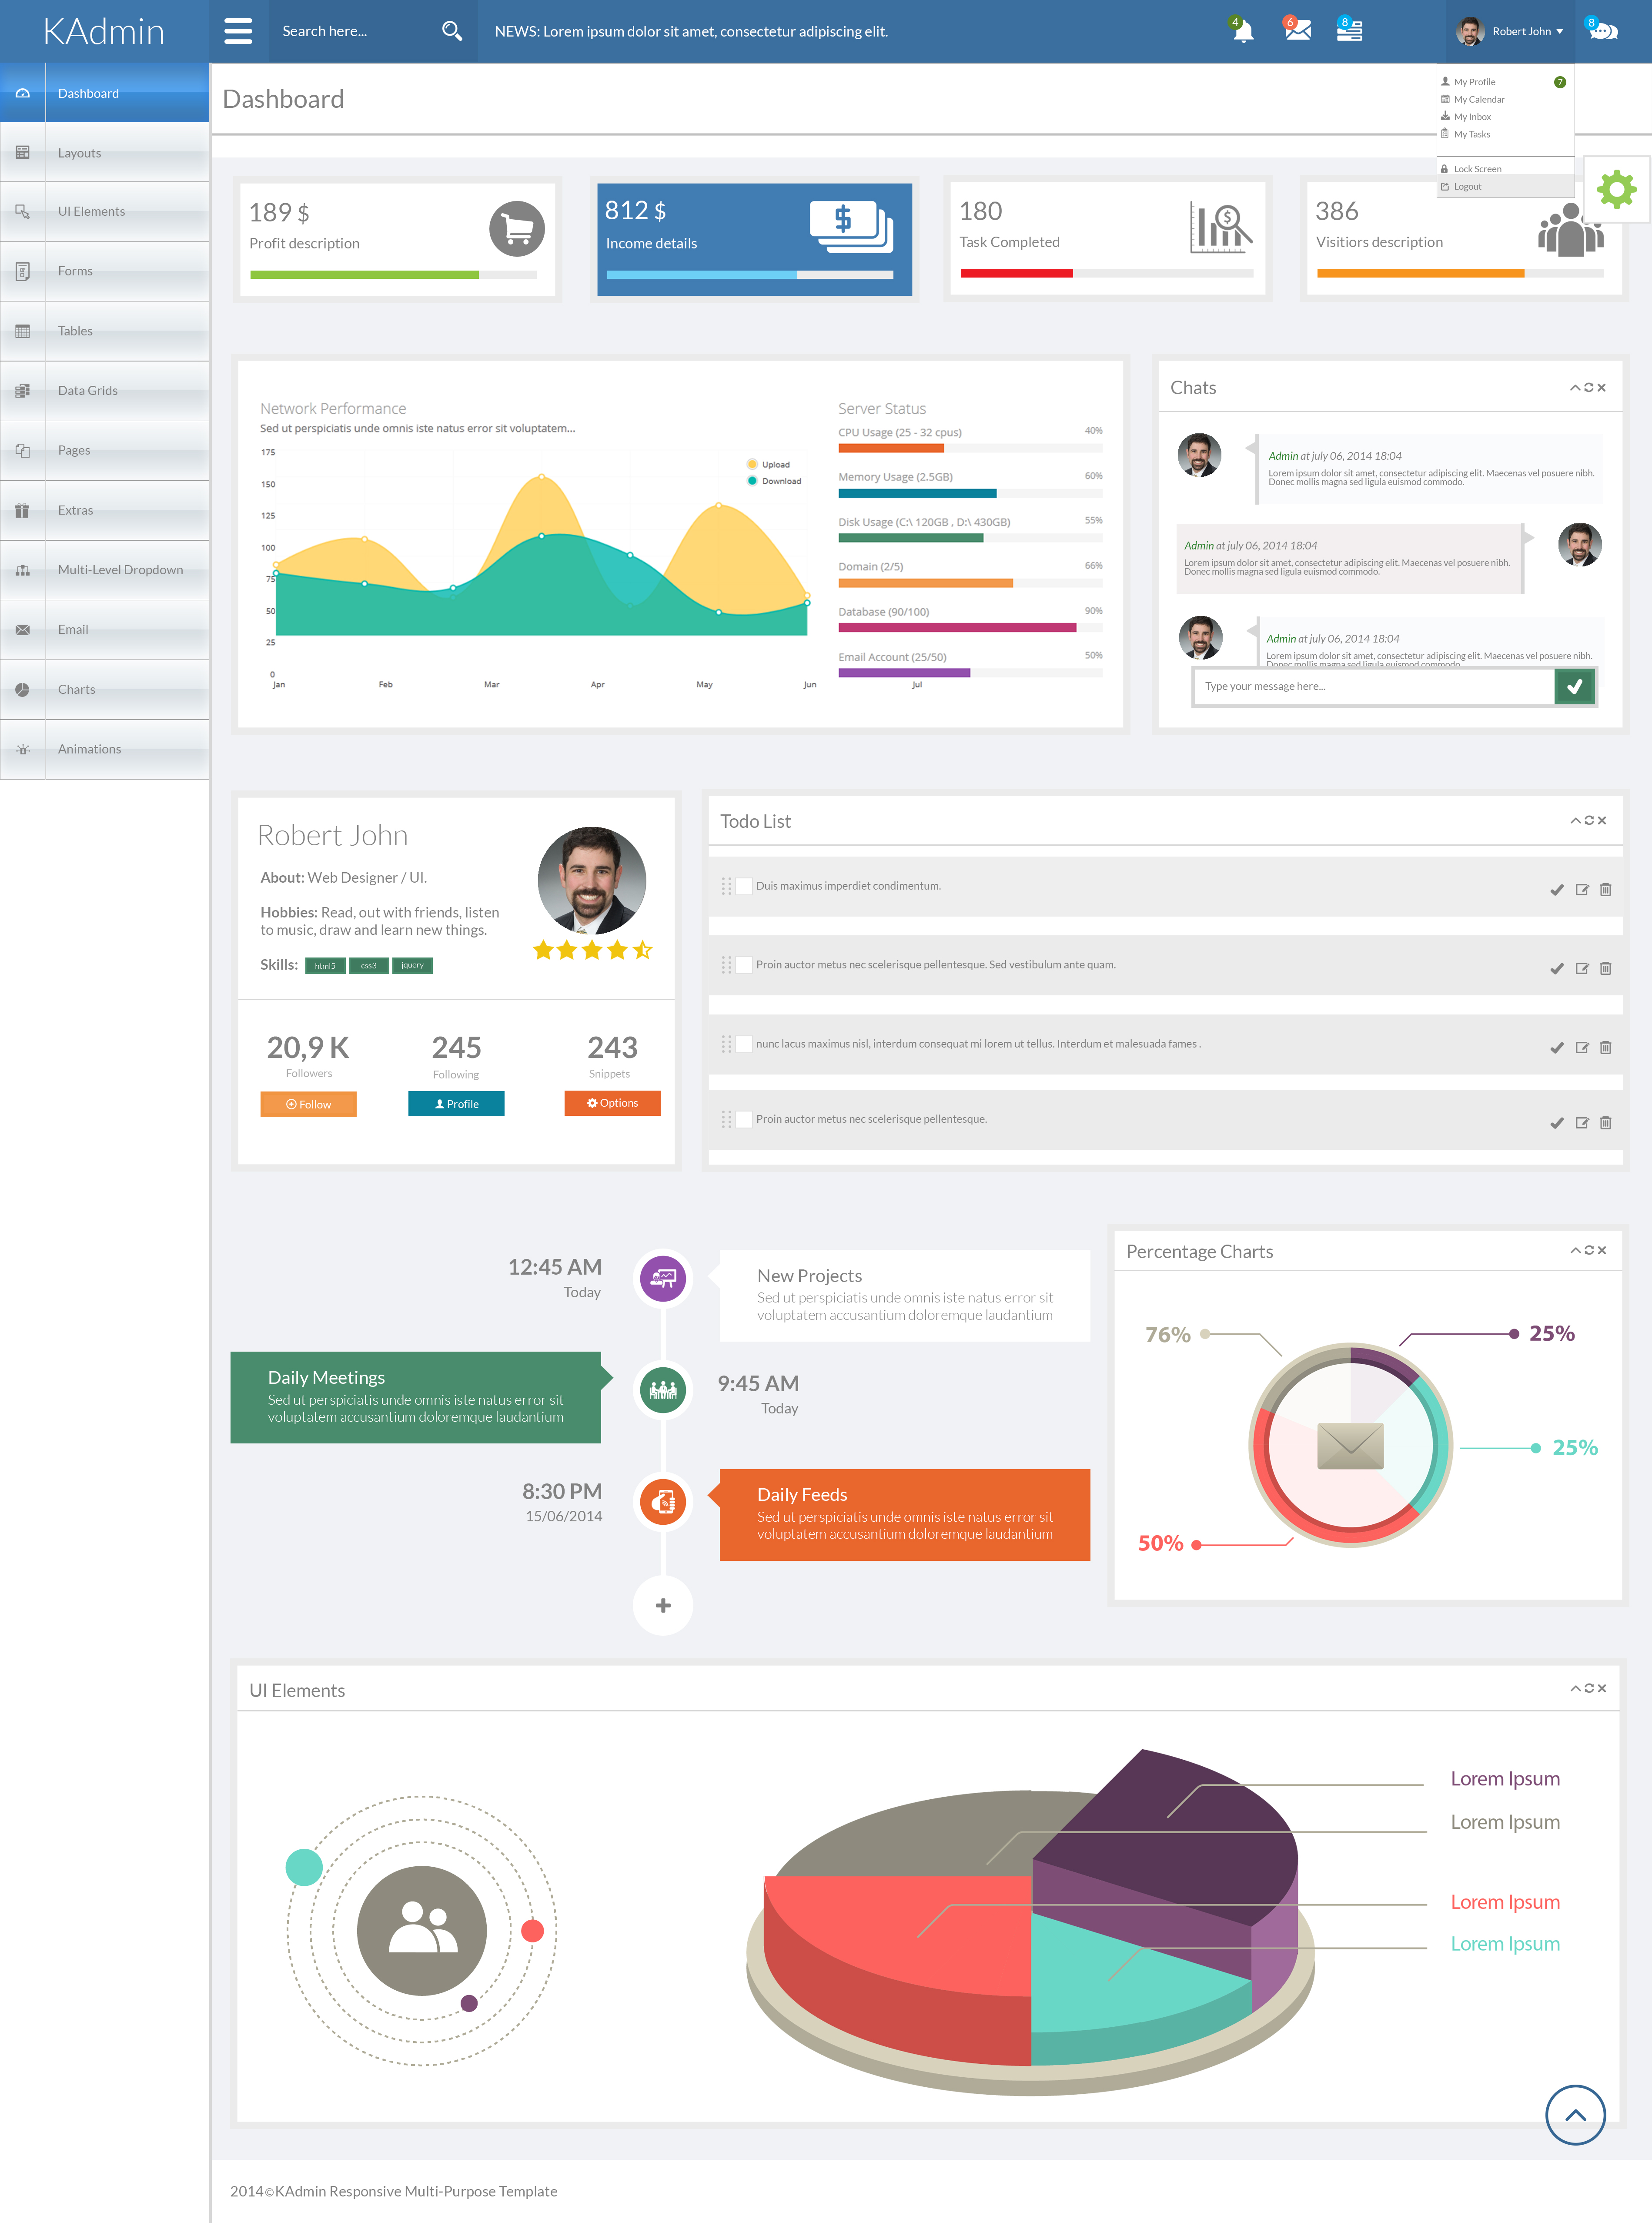 KAdmin
Search here...
NEWS: Lorem ipsum dolor sit amet, consectetur adipiscing elit.
4
6
8
Robert John
8
My Profile
7
My Calendar
My Inbox
My Tasks
Lock Screen
Logout
Dashboard
Layouts
UI Elements
Forms
Tables
Data Grids
Pages
Extras
Multi-Level Dropdown
Email
Charts
Animations
Dashboard
189 $
Profit description
812 $
Income details
180
Task Completed
386
Visitiors description
Network Performance
Sed ut perspiciatis unde omnis iste natus error sit voluptatem...
175
150
125
100
75
50
25
0
Upload
Download
Jan
Feb
Mar
Apr
May
Jun
Jul
Server Status
CPU Usage (25 - 32 cpus)
40%
Memory Usage (2.5GB)
60%
Disk Usage (C:\ 120GB , D:\ 430GB)
55%
Domain (2/5)
66%
Database (90/100)
90%
Email Account (25/50)
50%
Chats
Admin at july 06, 2014 18:04
Lorem ipsum dolor sit amet, consectetur adipiscing elit. Maecenas vel posuere nibh.
Donec mollis magna sed ligula euismod commodo.
Admin at july 06, 2014 18:04
Lorem ipsum dolor sit amet, consectetur adipiscing elit. Maecenas vel posuere nibh.
Donec mollis magna sed ligula euismod commodo.
Admin at july 06, 2014 18:04
Lorem ipsum dolor sit amet, consectetur adipiscing elit. Maecenas vel posuere nibh.
Donec mollis magna sed ligula euismod commodo.
Type your message here...
Robert John
About: Web Designer / UI.
Hobbies: Read, out with friends, listen
to music, draw and learn new things.
Skills:
html5
css3
jquery
20,9 K
Followers
Follow
245
Following
Profile
243
Snippets
Options
Todo List
Duis maximus imperdiet condimentum.
Proin auctor metus nec scelerisque pellentesque. Sed vestibulum ante quam.
nunc lacus maximus nisl, interdum consequat mi lorem ut tellus. Interdum et malesuada fames .
Proin auctor metus nec scelerisque pellentesque.
12:45 AM
Today
New Projects
Sed ut perspiciatis unde omnis iste natus error sit
voluptatem accusantium doloremque laudantium
Daily Meetings
Sed ut perspiciatis unde omnis iste natus error sit
voluptatem accusantium doloremque laudantium
9:45 AM
Today
8:30 PM
15/06/2014
Daily Feeds
Sed ut perspiciatis unde omnis iste natus error sit
voluptatem accusantium doloremque laudantium
Percentage Charts
76%
25%
25%
50%
UI Elements
Lorem Ipsum
Lorem Ipsum
Lorem Ipsum
Lorem Ipsum
2014©KAdmin Responsive Multi-Purpose Template